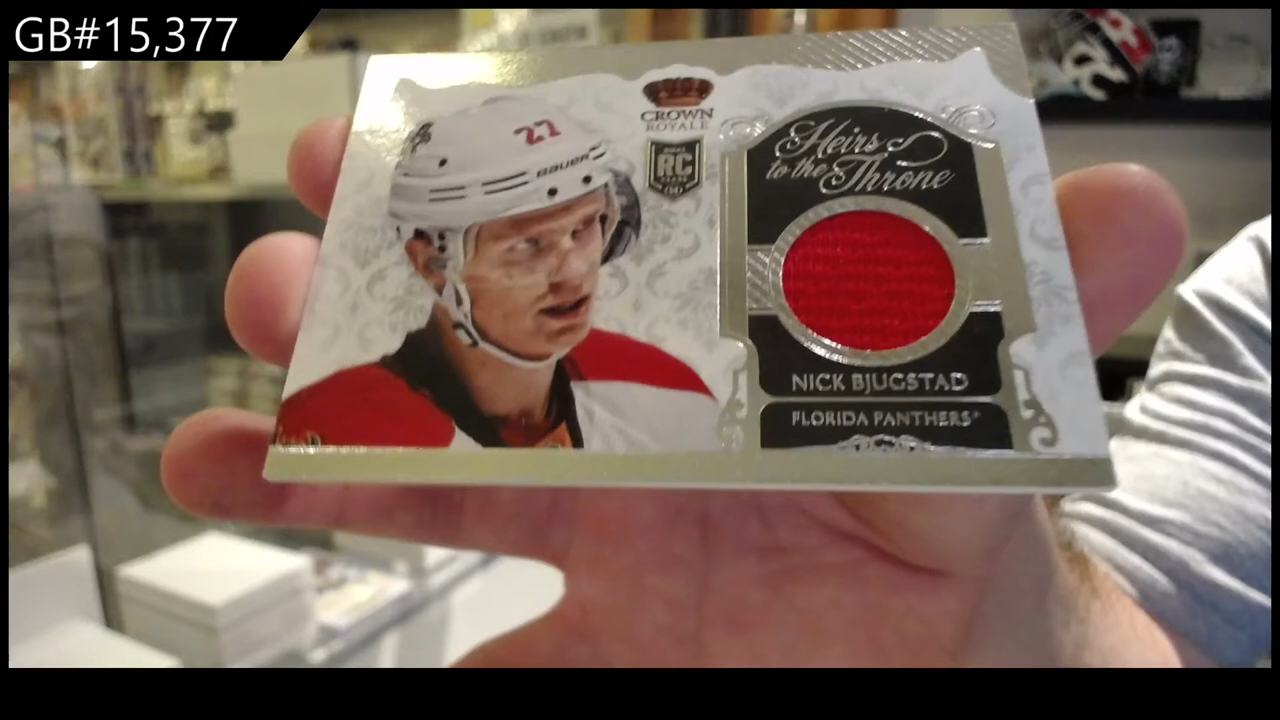 GB#15,377
27
BAUER
CROWN
ROYALE
RC
Heirs
to the Throne
NICK BJUGSTAD
FLORIDA PANTHERS